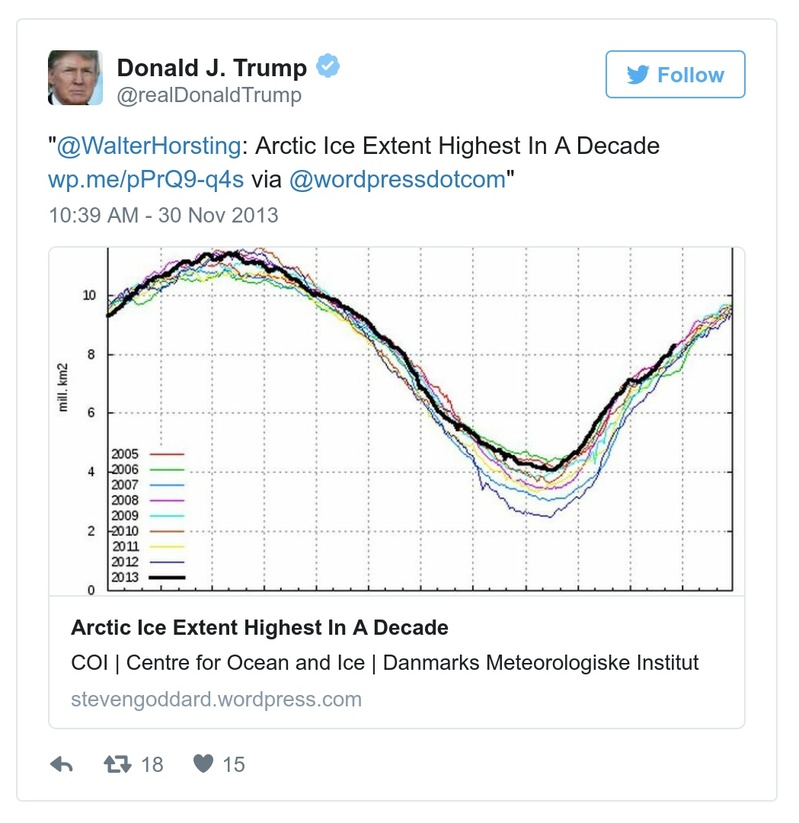 Donald J. Trump
@realDonaldTrump
Follow
"@WalterHorsting: Arctic Ice Extent Highest In A Decade
wp.me/pPrQ9-q4s via @wordpressdotcom"
10:39 AM - 30 Nov 2013
10
8
6
4
2
0
mill. km2
2005
2006
2007
2008
2009
2010
2011
2012
2013
Arctic Ice Extent Highest In A Decade
COI | Centre for Ocean and Ice | Danmarks Meteorologiske Institut
stevengoddard.wordpress.com
18
15